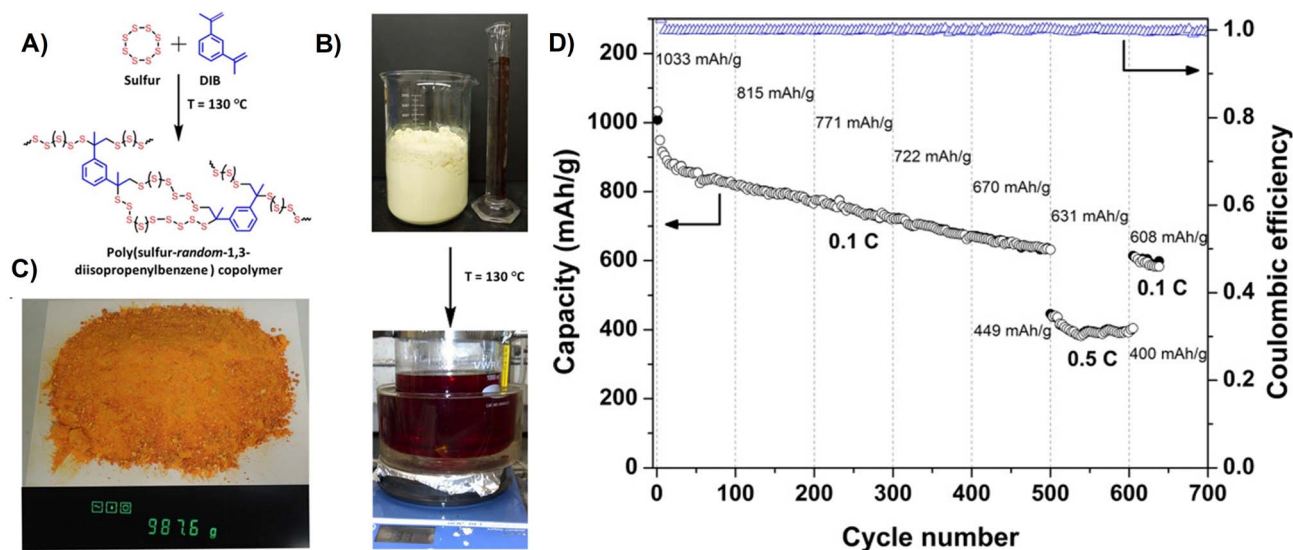 A)
Sulfur
+
DIB
T = 130 °C
Poly(sulfur-random-1,3-
diisopropenylbenzene) copolymer
B)
T = 130 °C
C)
987.6 g
D)
Capacity (mAh/g)
1200
1000
800
600
400
200
0
1033 mAh/g
815 mAh/g
771 mAh/g
722 mAh/g
670 mAh/g
631 mAh/g
608 mAh/g
0.1 C
0.1 C
449 mAh/g
0.5 C
400 mAh/g
0 100 200 300 400 500 600 700
Cycle number
1.0
0.8
0.6
0.4
0.2
0.0
Coulombic efficiency